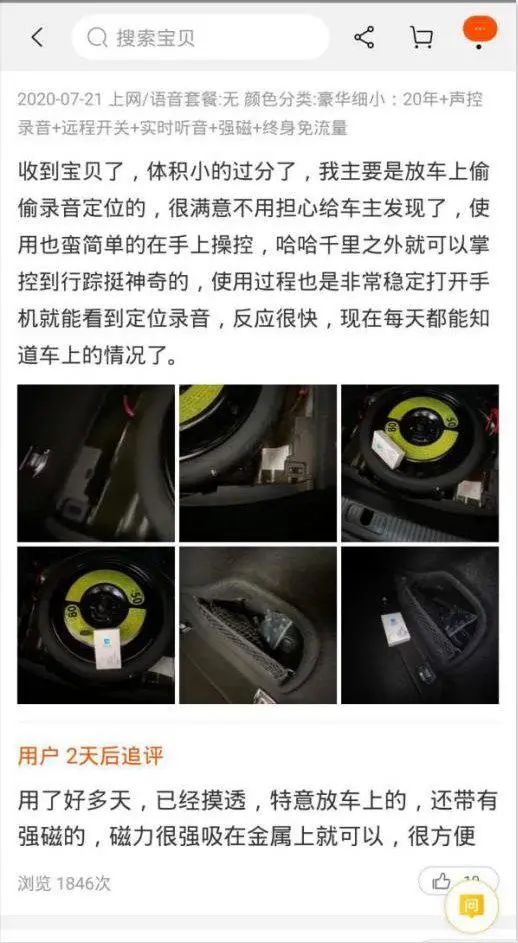 搜索宝贝
2020-07-21 上网/语音套餐:无 颜色分类:豪华细小：20年+声控
录音+远程开关+实时听音+强磁+终身免流量
收到宝贝了，体积小的过分了，我主要是放车上偷
偷录音定位的，很满意不用担心给车主发现了，使
用也蛮简单的在手上操控，哈哈千里之外就可以掌
控到行踪挺神奇的，使用过程也是非常稳定打开手
机就能看到定位录音，反应很快，现在每天都能知
道车上的情况了。
80
50
80
50
用户 2天后追评
用了好多天，已经摸透，特意放车上的，还带有
强磁的，磁力很强吸在金属上就可以，很方便
浏览 1846次
问